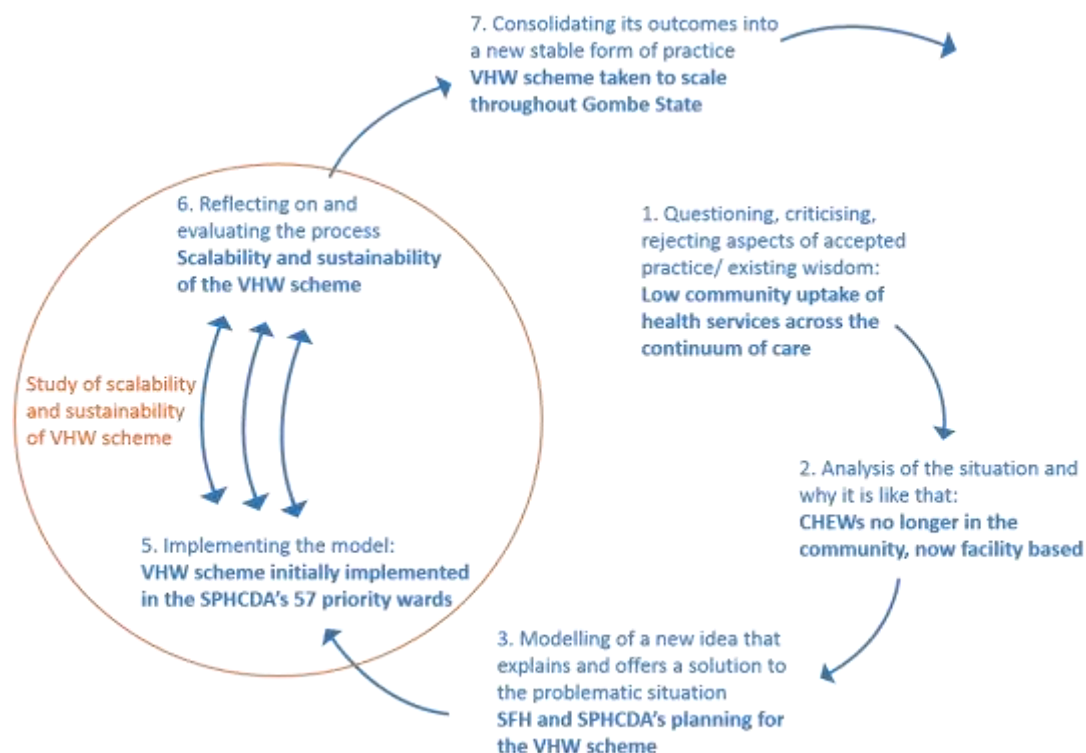 7. Consolidating its outcomes into
a new stable form of practice
VHW scheme taken to scale
throughout Gombe State
1. Questioning, criticising,
rejecting aspects of accepted
practice/ existing wisdom:
Low community uptake of
health services across the
continuum of care
2. Analysis of the situation and
why it is like that:
CHEWs no longer in the
community, now facility based
3. Modelling of a new idea that
explains and offers a solution to
the problematic situation
SFH and SPHCDA's planning for
the VHW scheme
5. Implementing the model:
VHW scheme initially implemented
in the SPHCDA's 57 priority wards
6. Reflecting on and
evaluating the process
Scalability and sustainability
of the VHW scheme
Study of scalability
and sustainability
of VHW scheme